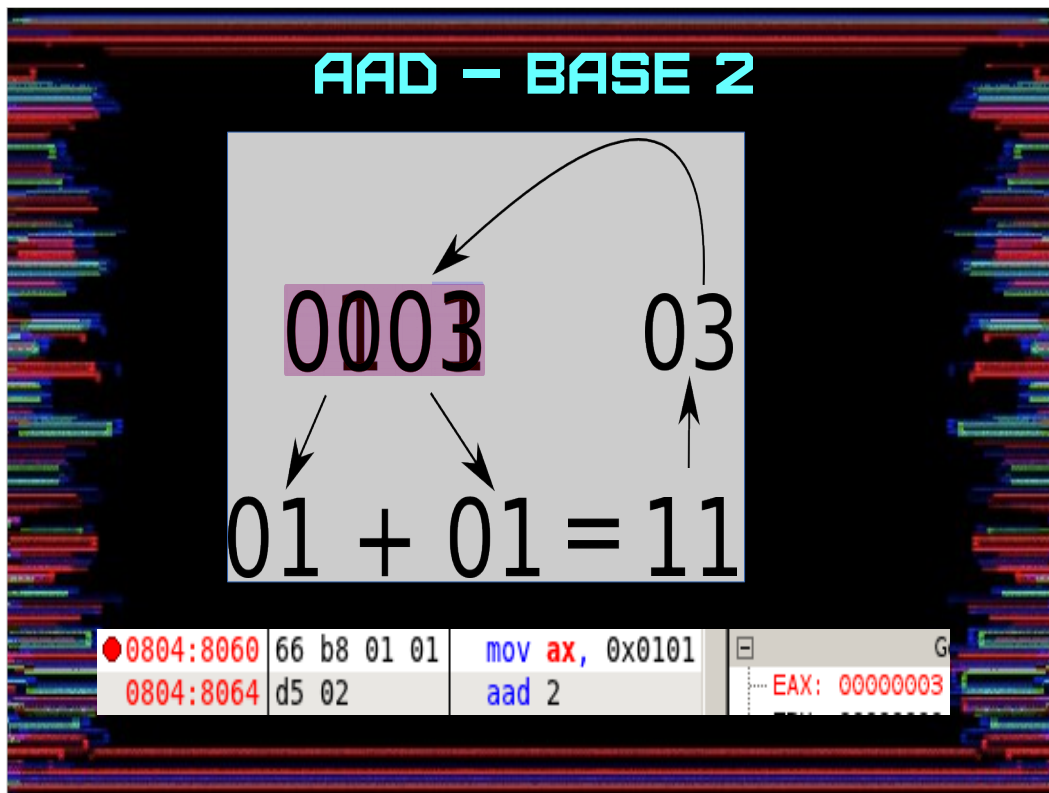 AAD - BASE 2
0003 03
01 + 01 = 11
0804:8060 66 b8 01 01 mov ax, 0x0101
0804:8064 d5 02 aad 2 EAX: 00000003